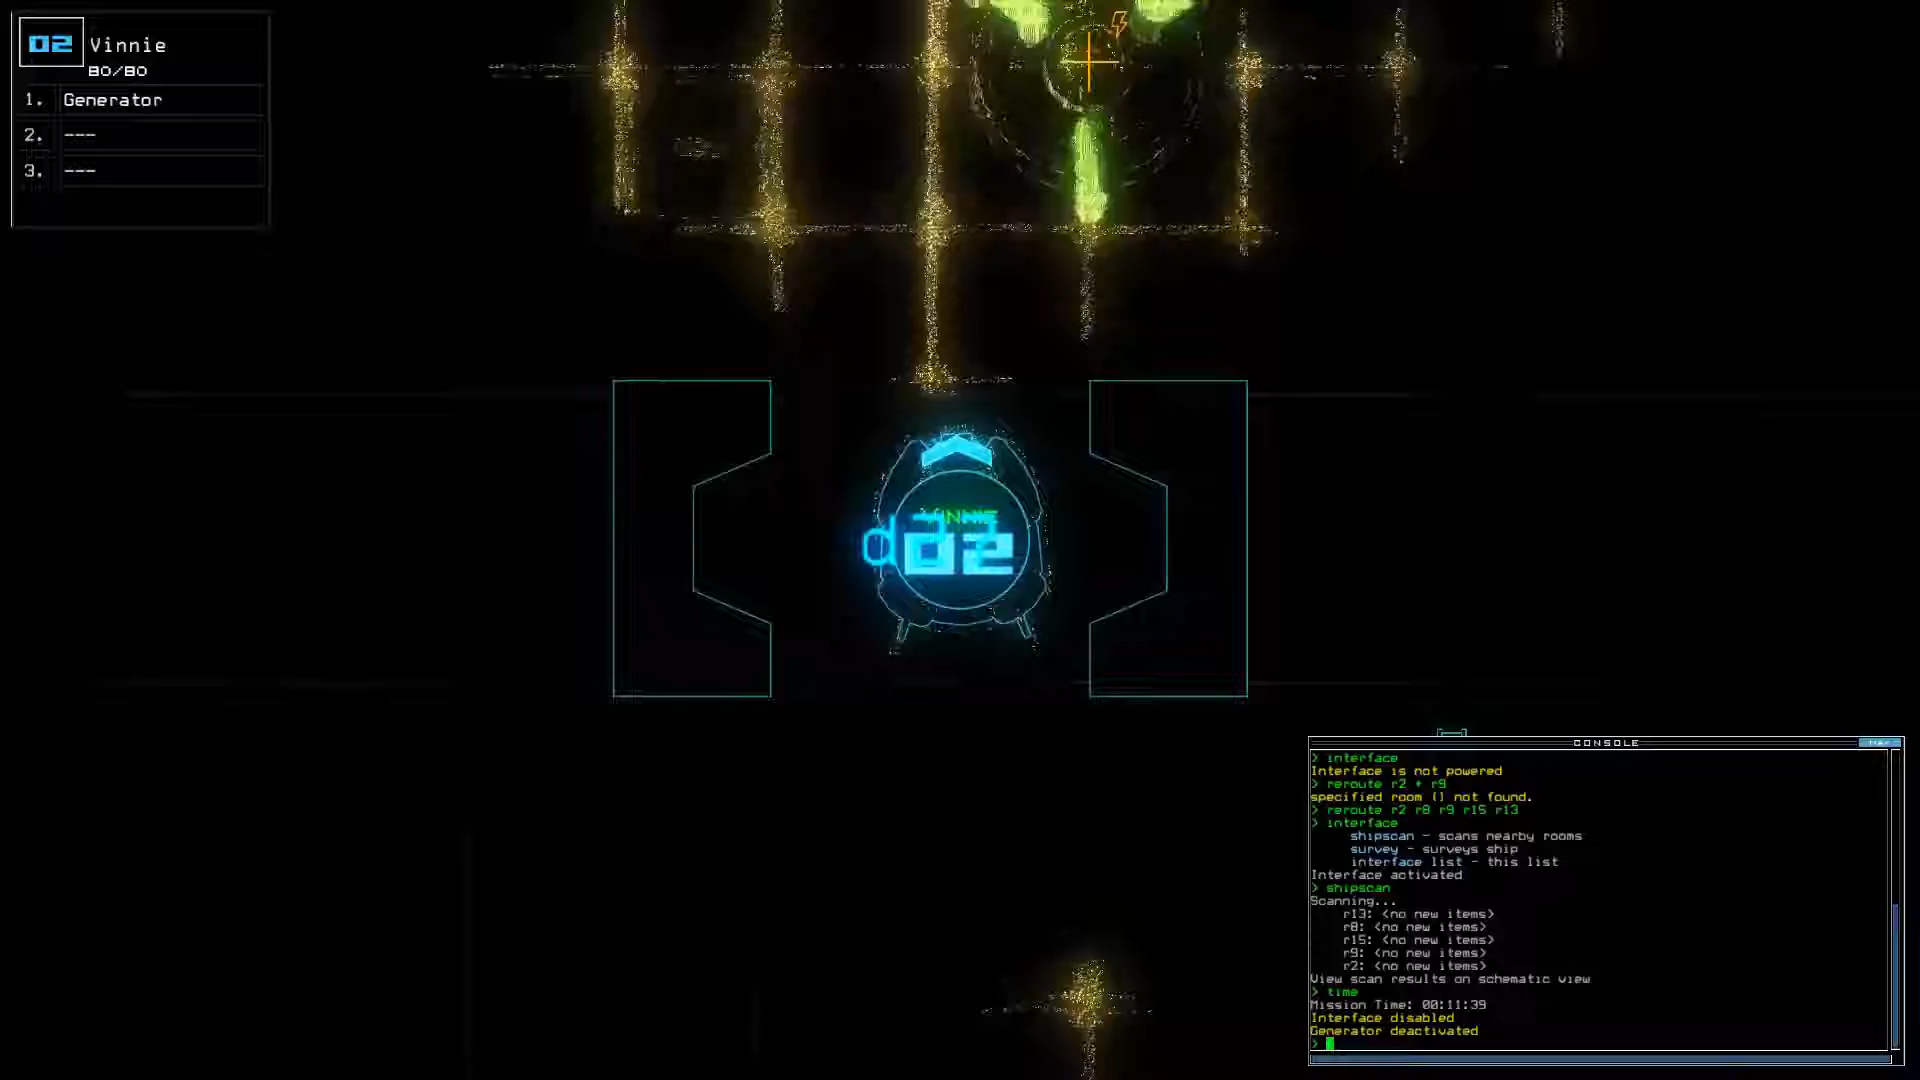 02 Vinnie
80/80
1. Generator
2. ---
3. ---
VINNIE
02
CONSOLE
> interface
Interface is not powered
> reroute r2 + r9
specified room () not found.
> reroute r2 r8 r9 r15 r13
> interface
shipscan - scans nearby rooms
survey - surveys ship
interface list - this list
Interface activated
> shipscan
Scanning...
r13: <no new items>
r8: <no new items>
r15: <no new items>
r9: <no new items>
r2: <no new items>
View scan results on schematic view
> time
Mission Time: 00:11:39
Interface disabled
Generator deactivated
>